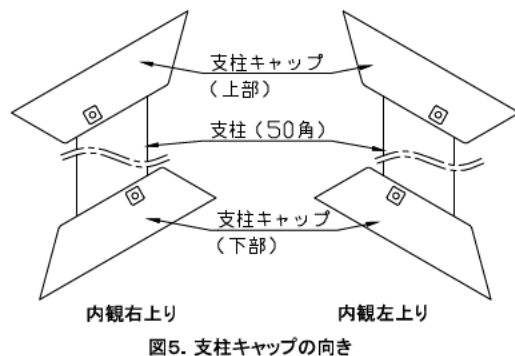 支柱キャップ
(上部)
支柱(50角)
支柱キャップ
(下部)
内観右上り
内観左上り
図5. 支柱キャップの向き